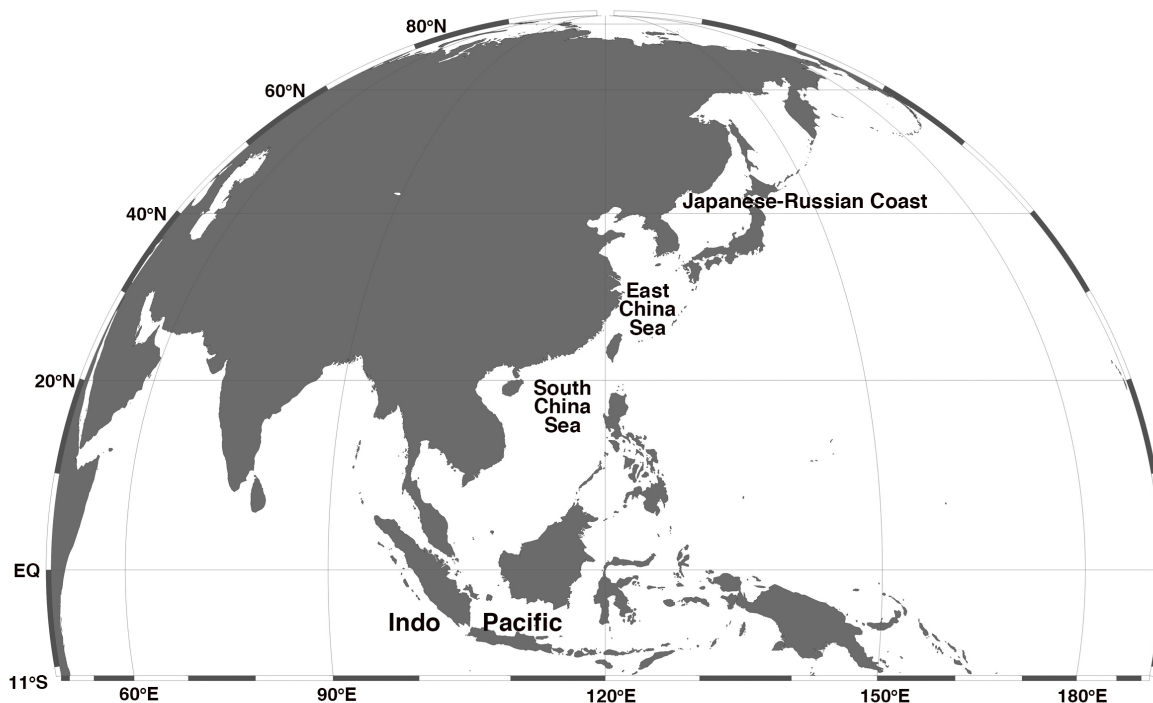 80°N
60°N
40°N
Japanese-Russian Coast
East
China
Sea
20°N
South
China
Sea
EQ
Indo Pacific
11°S
60°E 90°E 120°E 150°E 180°E